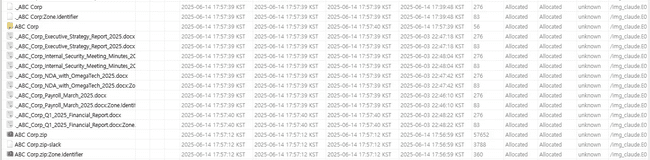 ._ABC Corp 2025-06-14 17:57:39 KST 2025-06-14 17:57:39 KST 2025-06-14 17:57:39 KST 2025-06-14 17:39:48 KST 276 Allocated Allocated unknown /img_claude.E0
._ABC Corp:Zone.Identifier 2025-06-14 17:57:39 KST 2025-06-14 17:57:39 KST 2025-06-14 17:57:39 KST 2025-06-14 17:39:48 KST 83 Allocated Allocated unknown /img_claude.E0
ABC Corp 2025-06-14 17:57:39 KST 2025-06-14 17:57:39 KST 2025-06-14 17:57:40 KST 2025-06-14 17:57:39 KST 56 Allocated Allocated unknown /img_claude.E0
._ABC_Corp_Executive_Strategy_Report_2025.docx 2025-06-14 17:57:39 KST 2025-06-14 17:57:39 KST 2025-06-14 17:57:39 KST 2025-06-03 22:47:18 KST 276 Allocated Allocated unknown /img_claude.E0
._ABC_Corp_Executive_Strategy_Report_2025.docx 2025-06-14 17:57:39 KST 2025-06-14 17:57:39 KST 2025-06-14 17:57:39 KST 2025-06-03 22:47:18 KST 83 Allocated Allocated unknown /img_claude.E0
._ABC_Corp_Internal_Security_Meeting_Minutes_20 2025-06-14 17:57:39 KST 2025-06-14 17:57:39 KST 2025-06-14 17:57:39 KST 2025-06-03 22:48:04 KST 276 Allocated Allocated unknown /img_claude.E0
._ABC_Corp_Internal_Security_Meeting_Minutes_20 2025-06-14 17:57:39 KST 2025-06-14 17:57:39 KST 2025-06-14 17:57:39 KST 2025-06-03 22:48:04 KST 83 Allocated Allocated unknown /img_claude.E0
._ABC_Corp_NDA_with_OmegaTech_2025.docx 2025-06-14 17:57:39 KST 2025-06-14 17:57:39 KST 2025-06-14 17:57:39 KST 2025-06-03 22:47:42 KST 276 Allocated Allocated unknown /img_claude.E0
._ABC_Corp_NDA_with_OmegaTech_2025.docx:Zo 2025-06-14 17:57:39 KST 2025-06-14 17:57:39 KST 2025-06-14 17:57:39 KST 2025-06-03 22:47:42 KST 83 Allocated Allocated unknown /img_claude.E0
._ABC_Corp_Payroll_March_2025.docx 2025-06-14 17:57:39 KST 2025-06-14 17:57:39 KST 2025-06-14 17:57:39 KST 2025-06-03 22:46:10 KST 276 Allocated Allocated unknown /img_claude.E0
._ABC_Corp_Payroll_March_2025.docx:Zone.Identif 2025-06-14 17:57:39 KST 2025-06-14 17:57:39 KST 2025-06-14 17:57:39 KST 2025-06-03 22:46:10 KST 83 Allocated Allocated unknown /img_claude.E0
._ABC_Corp_Q1_2025_Financial_Report.docx 2025-06-14 17:57:40 KST 2025-06-14 17:57:40 KST 2025-06-14 17:57:40 KST 2025-06-03 22:48:22 KST 276 Allocated Allocated unknown /img_claude.E0
._ABC_Corp_Q1_2025_Financial_Report.docx:Zone. 2025-06-14 17:57:40 KST 2025-06-14 17:57:40 KST 2025-06-14 17:57:40 KST 2025-06-03 22:48:22 KST 83 Allocated Allocated unknown /img_claude.E0
ABC Corp.zip 2025-06-14 17:57:12 KST 2025-06-14 17:57:12 KST 2025-06-14 17:57:12 KST 2025-06-14 17:56:59 KST 57652 Allocated Allocated unknown /img_claude.E0
ABC Corp.zip-slack 2025-06-14 17:57:12 KST 2025-06-14 17:57:12 KST 2025-06-14 17:57:12 KST 2025-06-14 17:56:59 KST 3788 Allocated Allocated unknown /img_claude.E0
ABC Corp.zip:Zone.Identifier 2025-06-14 17:57:12 KST 2025-06-14 17:57:12 KST 2025-06-14 17:57:12 KST 2025-06-14 17:56:59 KST 360 Allocated Allocated unknown /img_claude.E0